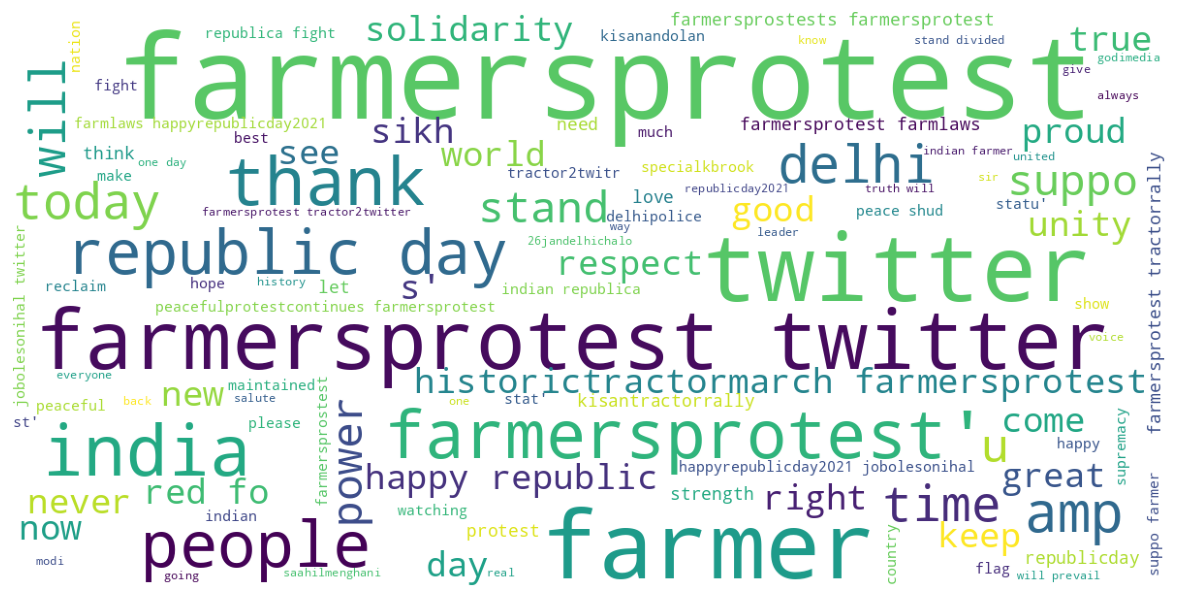 farmersprostests farmersprotest
solidarity
republica fight
kisanandolan
know
stand divided
true
godimedia
nation
farmersprotest
will
fight
give
always
farmlaws happyrepublicday2021
best
sikh
need
much
farmersprotest farmlaws
proud
think
one day
see
world
delhi
indian farmer
united
make
thank
tractor2twitr
specialkbrook
republicday2021
truth will
sir
suppo
today
farmersprotest tractor2twitter
stand
love
delhipolice
way
good
leader
peace shud
statu'
unity
farmersprotest tractorrally
jobolesonihal twitter
republic day
26jandelhichalo
respect
twitter
reclaim
hope
history
let
s'
indian republica
peacefulprotestcontinues farmersprotest
show
farmersprotest twitter
voice
everyone
new
maintained
salute
historictractormarch farmersprotest
peaceful
back
stat'
one
kisantractorrally
st'
please
farmersprostest
power
farmersprotest'
u
come
supremacy
happy
india
happy republic
happyrepublicday2021 jobolesonihal
great
suppo farmer
never
red fo
strength
right
time
amp
now
indian
watching
people
protest
farmer
keep
republicday
modi
going
saahilmenghani
day
real
country
flag
will prevail